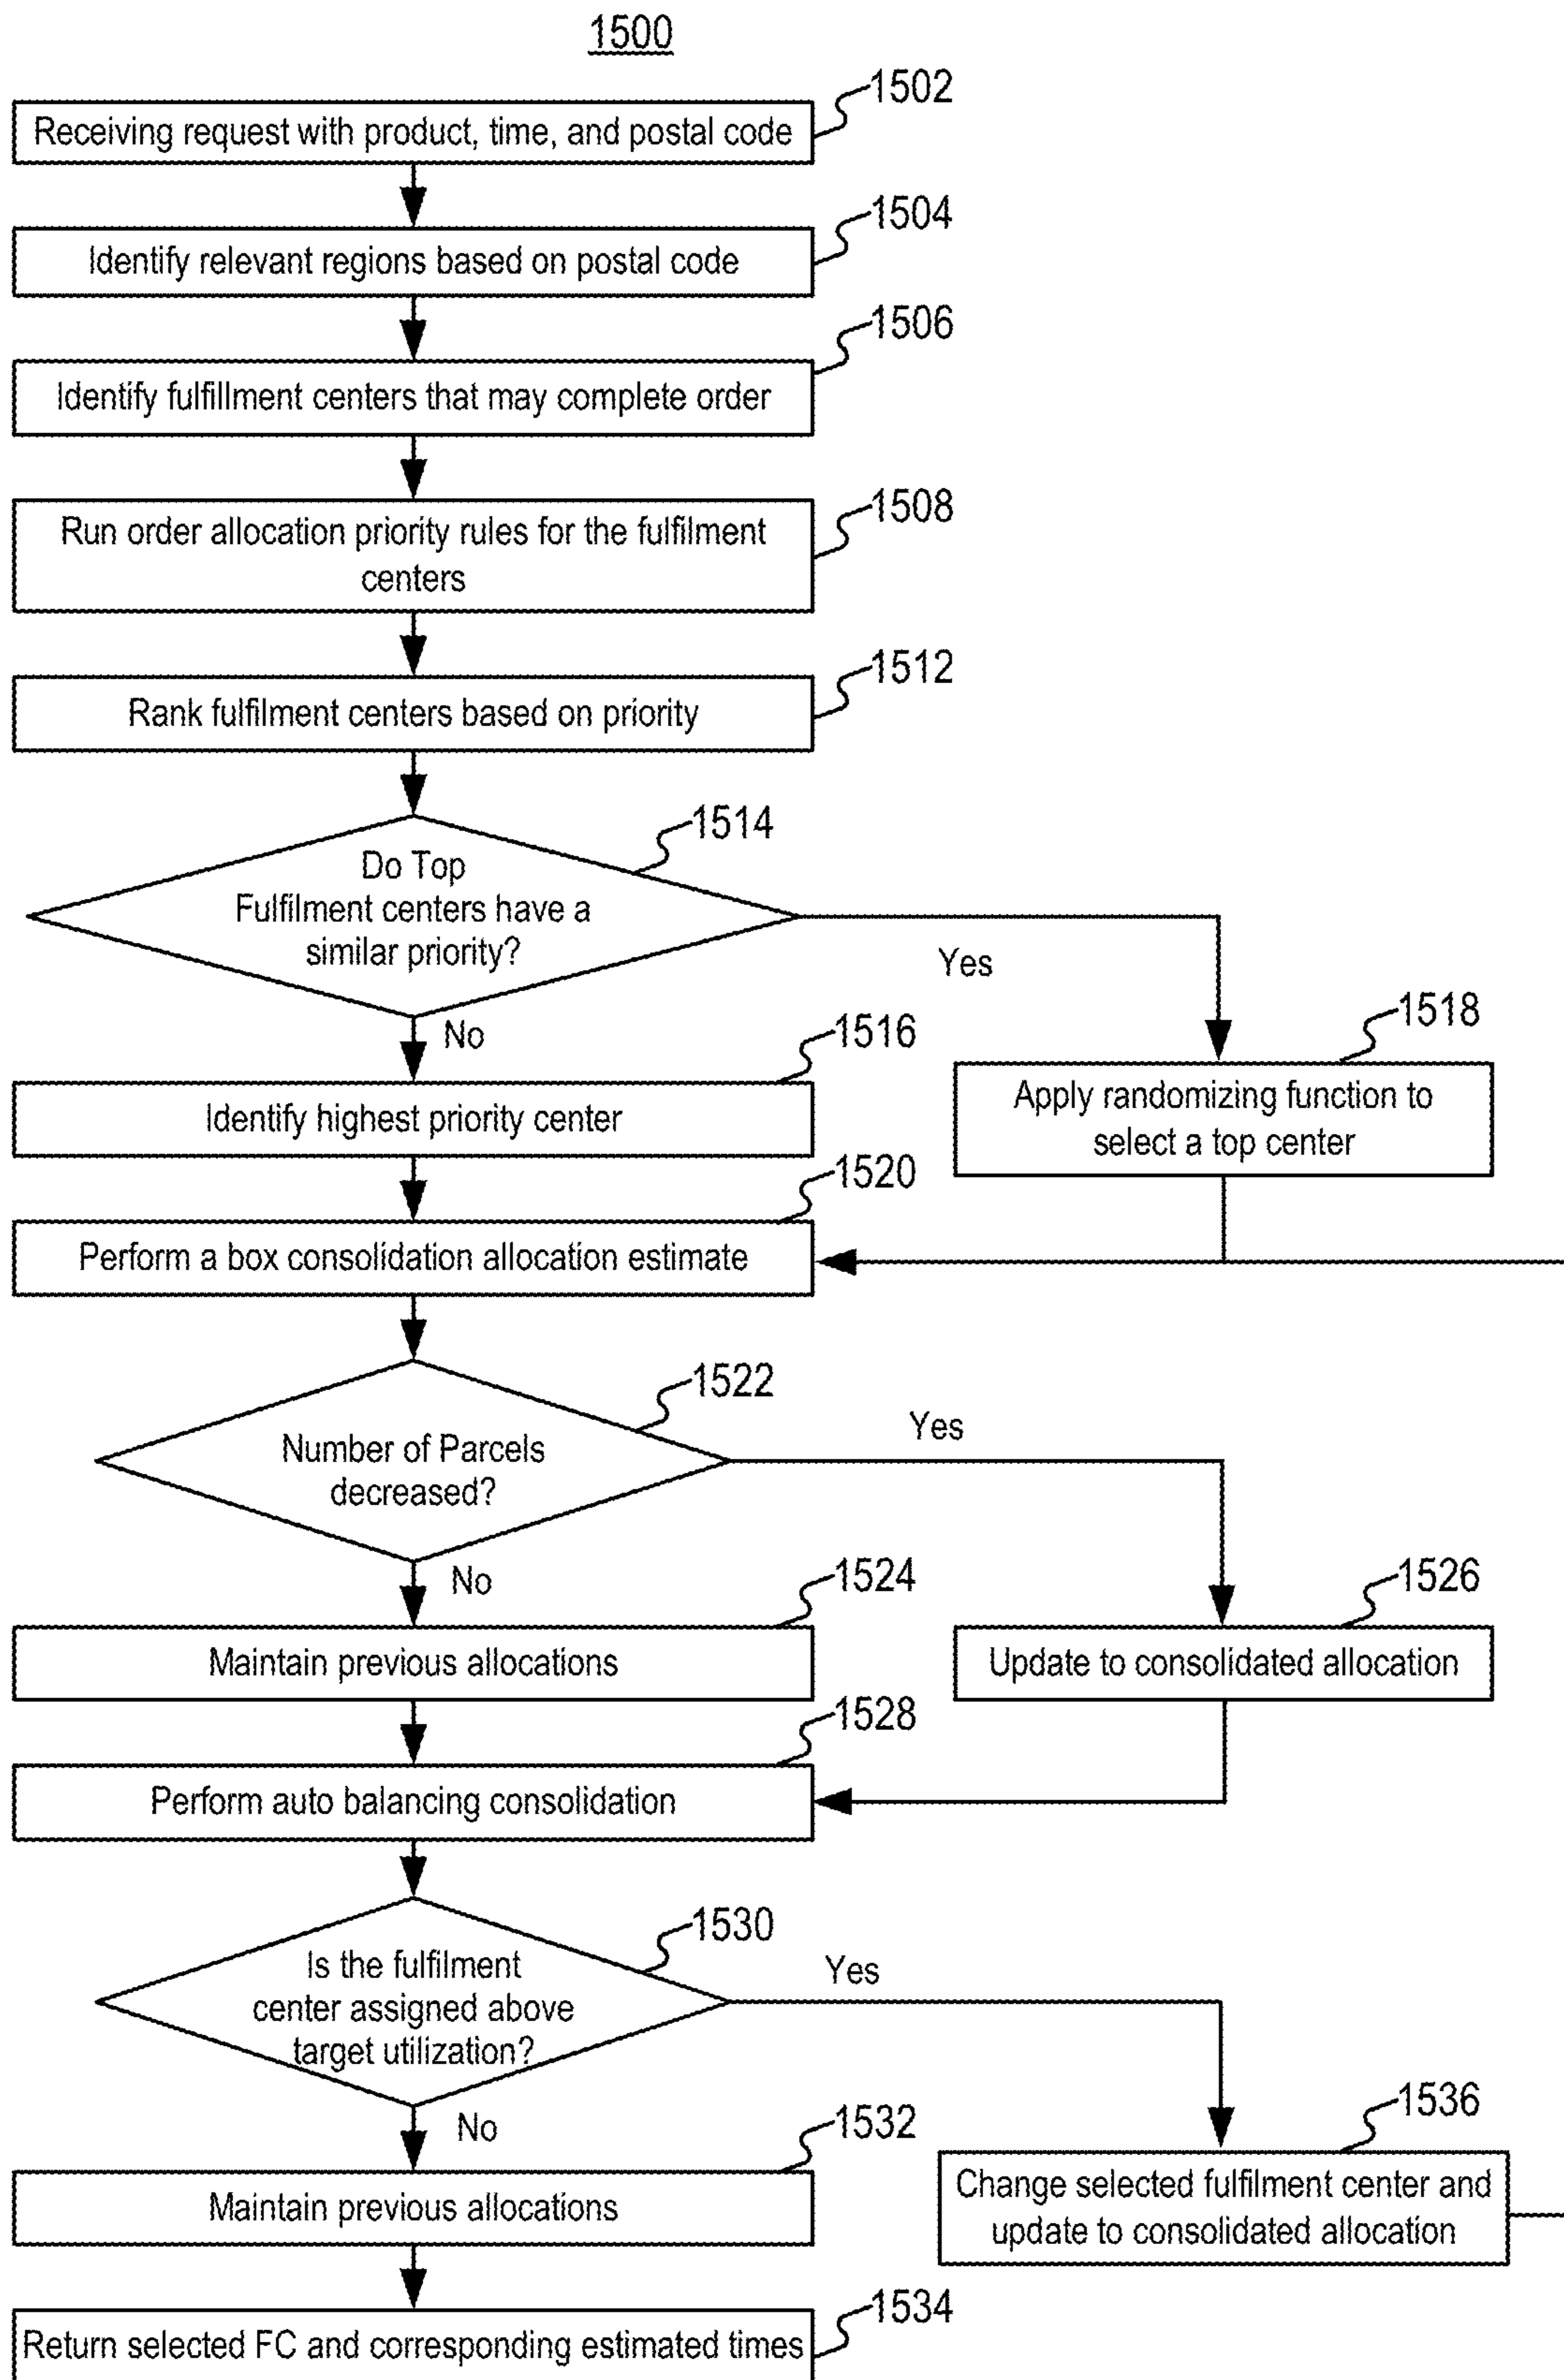 1500
1502
Receiving request with product, time, and postal code
1504
Identify relevant regions based on postal code
1506
Identify fulfillment centers that may complete order
1508
Run order allocation priority rules for the fulfilment
centers
1512
Rank fulfilment centers based on priority
1514
Do Top
Fulfilment centers have a
similar priority?
Yes
No
1516
Identify highest priority center
1518
Apply randomizing function to
select a top center
1520
Perform a box consolidation allocation estimate
1522
Number of Parcels
decreased?
Yes
No
1524
Maintain previous allocations
1526
Update to consolidated allocation
1528
Perform auto balancing consolidation
1530
Is the fulfilment
center assigned above
target utilization?
Yes
No
1532
Maintain previous allocations
1536
Change selected fulfilment center and
update to consolidated allocation
1534
Return selected FC and corresponding estimated times